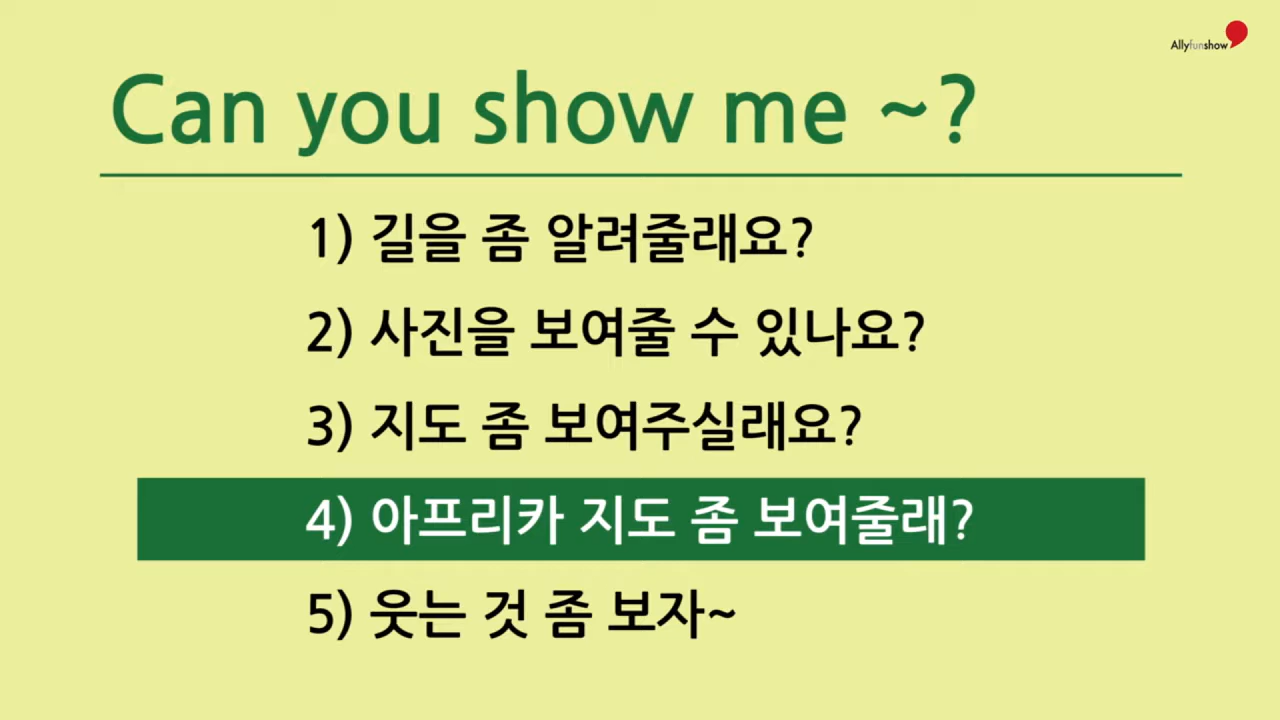 Allyfunshow
Can you show me ~?
1) 길을 좀 알려줄래요?
2) 사진을 보여줄 수 있나요?
3) 지도 좀 보여주실래요?
4) 아프리카 지도 좀 보여줄래?
5) 웃는 것 좀 보자~